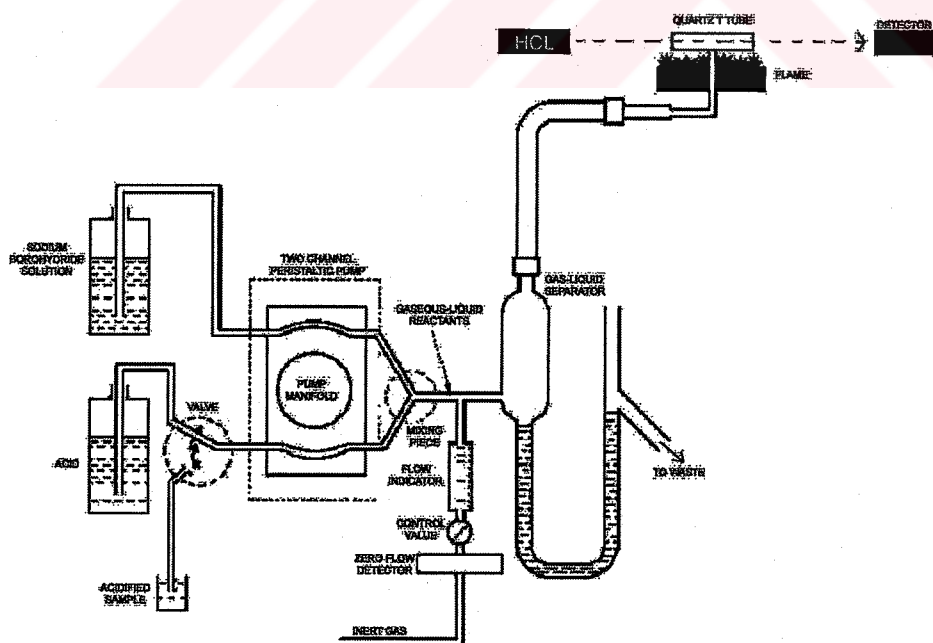 QUARTZ T TUBE
DETECTOR
HCL
FLAME
SODIUM
BOROHYDRIDE
SOLUTION
TWO CHANNEL
PERISTALTIC PUMP
GAS-LIQUID
SEPARATOR
GASEOUS-LIQUID
REACTANTS
PUMP
MANIFOLD
VALVE
MIXING
PIECE
ACID
FLOW
INDICATOR
TO WASTE
CONTROL
VALUE
ZERO FLOW
DETECTOR
ACIDIFIED
SAMPLE
INERT GAS